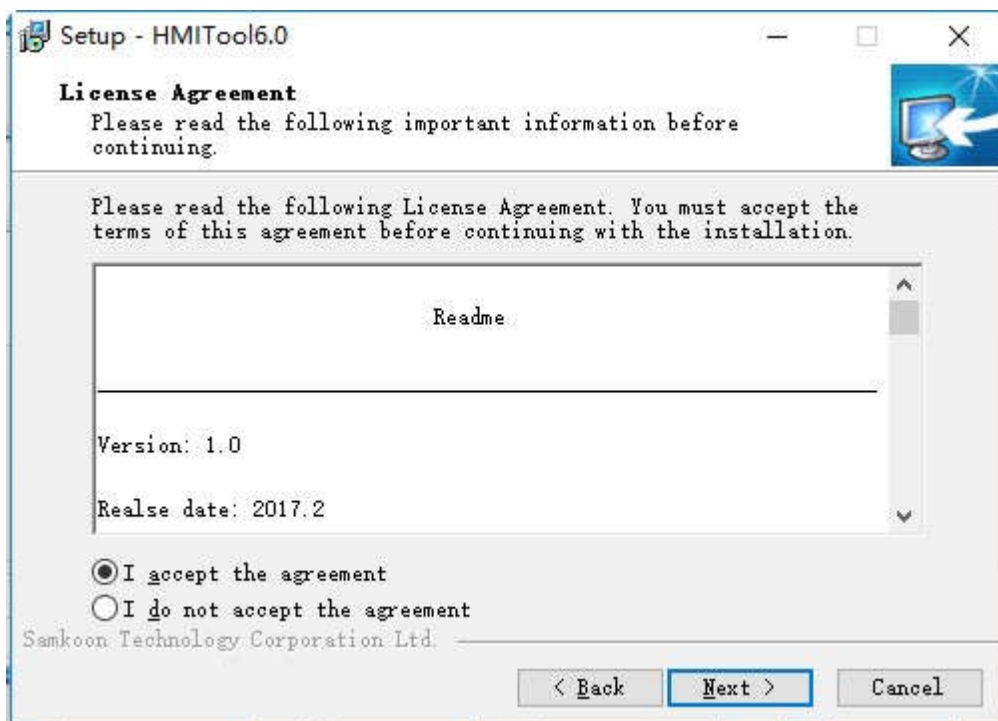 Setup - HMITool6.0
License Agreement
Please read the following important information before
continuing.
Please read the following License Agreement. You must accept the
terms of this agreement before continuing with the installation.
Readme
Version: 1.0
Realse date: 2017.2
I accept the agreement
I do not accept the agreement
Samkoon Technology Corporation Ltd.
< Back
Next >
Cancel